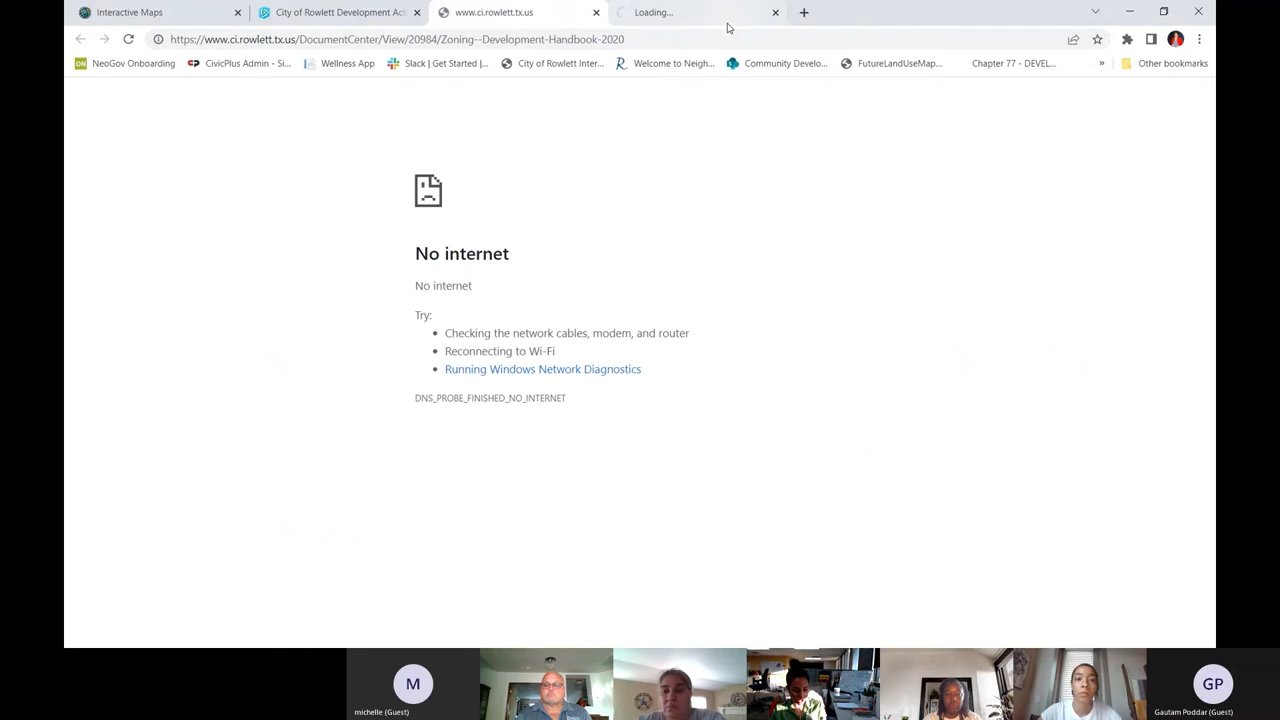 Interactive Maps
City of Rowlett Development Act
www.ci.rowlett.tx.us
Loading...
https://www.ci.rowlett.tx.us/DocumentCenter/View/20984/Zoning--Development-Handbook-2020
ON NeoGov Onboarding
CP CivicPlus Admin - Si...
Wellness App
Slack | Get Started |...
City of Rowlett Inter...
R Welcome to Neigh...
Community Develo...
FutureLandUseMap...
Chapter 77 - DEVEL...
»
Other bookmarks
No internet
No internet
Try:
• Checking the network cables, modem, and router
• Reconnecting to Wi-Fi
• Running Windows Network Diagnostics
DNS_PROBE_FINISHED_NO_INTERNET
M
michelle (Guest)
GP
Gautam Poddar (Guest)